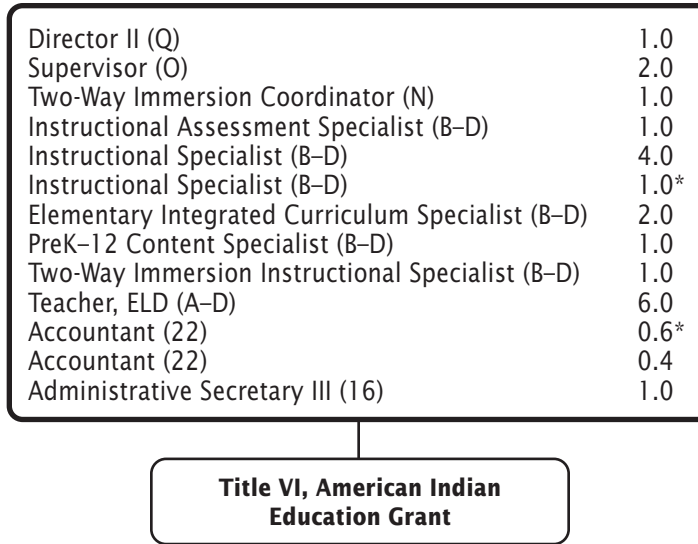 Director II (Q) 1.0
Supervisor (O) 2.0
Two-Way Immersion Coordinator (N) 1.0
Instructional Assessment Specialist (B–D) 1.0
Instructional Specialist (B–D) 4.0
Instructional Specialist (B–D) 1.0*
Elementary Integrated Curriculum Specialist (B–D) 2.0
PreK–12 Content Specialist (B–D) 1.0
Two-Way Immersion Instructional Specialist (B–D) 1.0
Teacher, ELD (A–D) 6.0
Accountant (22) 0.6*
Accountant (22) 0.4
Administrative Secretary III (16) 1.0
Title VI, American Indian
Education Grant